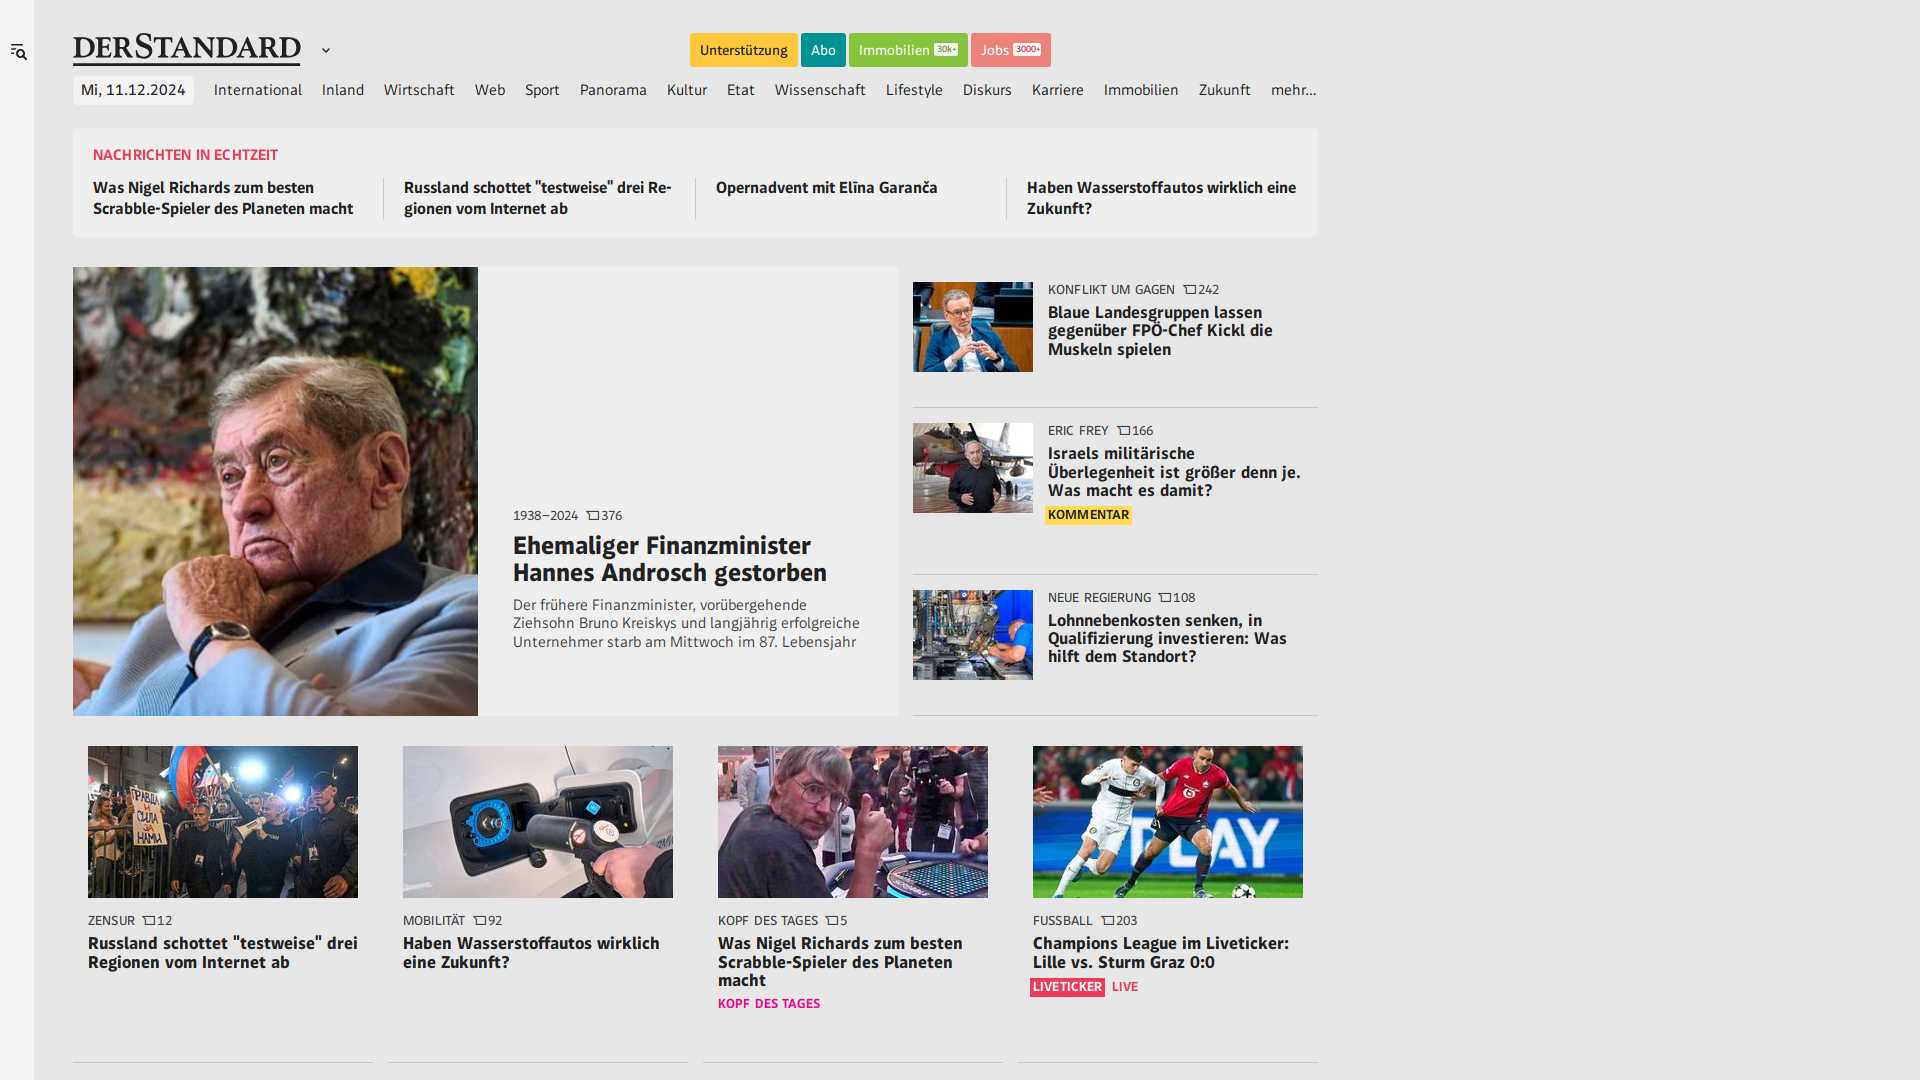 DERSTANDARD
Unterstützung Abo Immobilien 30k+ Jobs 3000+
Mi, 11.12.2024 International Inland Wirtschaft Web Sport Panorama Kultur Etat Wissenschaft Lifestyle Diskurs Karriere Immobilien Zukunft mehr...
NACHRICHTEN IN ECHTZEIT
Was Nigel Richards zum besten
Scrabble-Spieler des Planeten macht
Russland schottet "testweise" drei Re-
gionen vom Internet ab
Opernadvent mit Elīna Garanča
Haben Wasserstoffautos wirklich eine
Zukunft?
1938–2024 376
Ehemaliger Finanzminister
Hannes Androsch gestorben
Der frühere Finanzminister, vorübergehende
Ziehsohn Bruno Kreiskys und langjährig erfolgreiche
Unternehmer starb am Mittwoch im 87. Lebensjahr
KONFLIKT UM GAGEN 242
Blaue Landesgruppen lassen
gegenüber FPÖ-Chef Kickl die
Muskeln spielen
ERIC FREY 166
Israels militärische
Überlegenheit ist größer denn je.
Was macht es damit?
KOMMENTAR
NEUE REGIERUNG 108
Lohnnebenkosten senken, in
Qualifizierung investieren: Was
hilft dem Standort?
ПРАВДА
И
СИЛА
ЗА
НАМИ
ZENSUR 12
Russland schottet "testweise" drei
Regionen vom Internet ab
MOBILITÄT 92
Haben Wasserstoffautos wirklich
eine Zukunft?
KOPF DES TAGES 5
Was Nigel Richards zum besten
Scrabble-Spieler des Planeten
macht
KOPF DES TAGES
PLAY
FUSSBALL 203
Champions League im Liveticker:
Lille vs. Sturm Graz 0:0
LIVETICKER LIVE